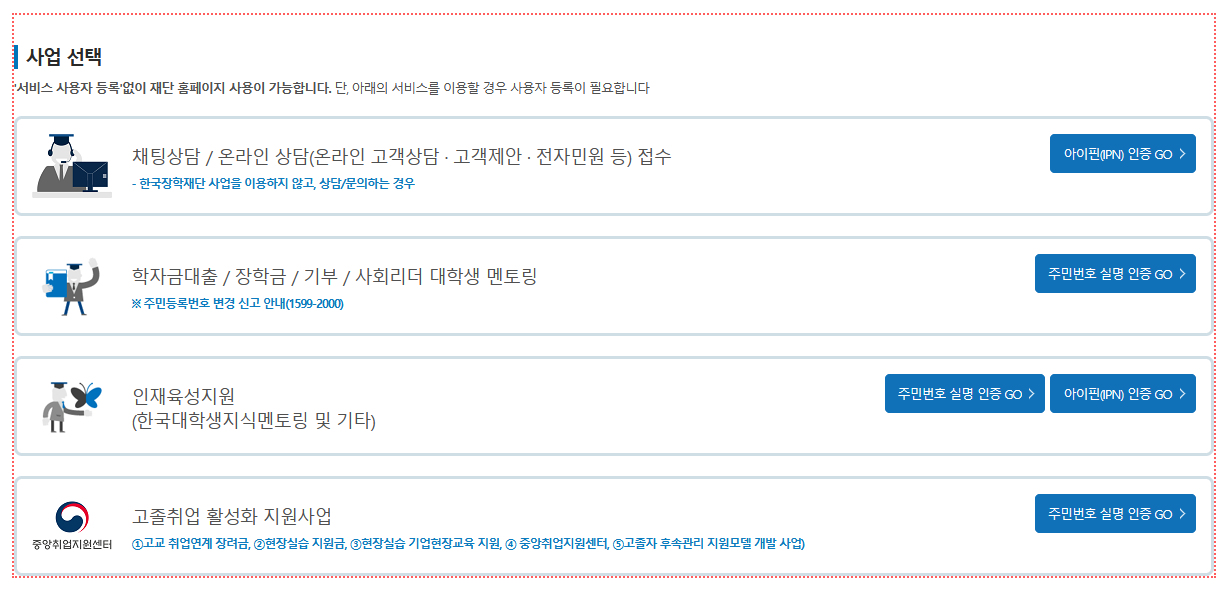 사업 선택
'서비스 사용자 등록'없이 재단 홈페이지 사용이 가능합니다. 단, 아래의 서비스를 이용할 경우 사용자 등록이 필요합니다
채팅상담 / 온라인 상담(온라인 고객상담 · 고객제안 · 전자민원 등) 접수
- 한국장학재단 사업을 이용하지 않고, 상담/문의하는 경우
아이핀(IPN) 인증 GO >
학자금대출 / 장학금 / 기부 / 사회리더 대학생 멘토링
※ 주민등록번호 변경 신고 안내(1599-2000)
주민번호 실명 인증 GO >
인재육성지원
(한국대학생지식멘토링 및 기타)
주민번호 실명 인증 GO >
아이핀(IPN) 인증 GO >
중앙취업지원센터
고졸취업 활성화 지원사업
①고교 취업연계 장려금, ②현장실습 지원금, ③현장실습 기업현장교육 지원, ④ 중앙취업지원센터, ⑤고졸자 후속관리 지원모델 개발 사업)
주민번호 실명 인증 GO >